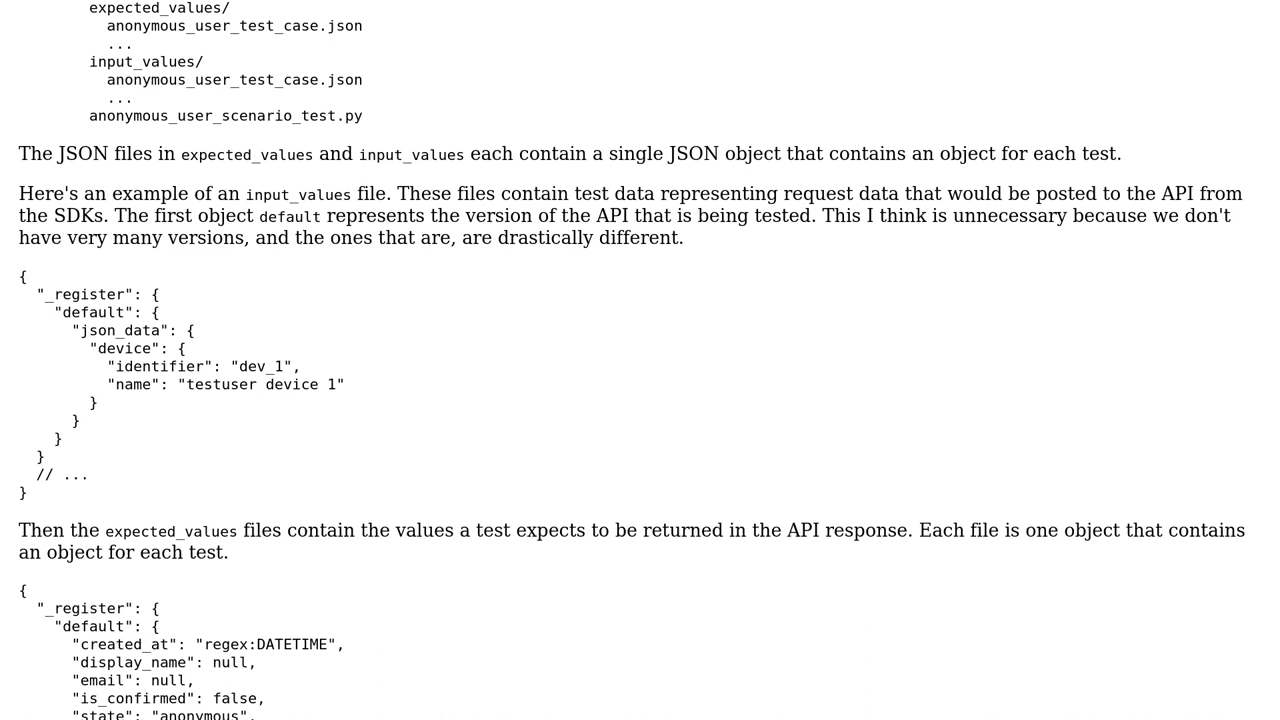 expected_values/
anonymous_user_test_case.json
...
input_values/
anonymous_user_test_case.json
...
anonymous_user_scenario_test.py
The JSON files in expected_values and input_values each contain a single JSON object that contains an object for each test.
Here's an example of an input_values file. These files contain test data representing request data that would be posted to the API from
the SDKs. The first object default represents the version of the API that is being tested. This I think is unnecessary because we don't
have very many versions, and the ones that are, are drastically different.
{
"_register": {
"default": {
"json_data": {
"device": {
"identifier": "dev_1",
"name": "testuser device 1"
}
}
}
}
// ...
}
Then the expected_values files contain the values a test expects to be returned in the API response. Each file is one object that contains
an object for each test.
{
"_register": {
"default": {
"created_at": "regex:DATETIME",
"display_name": null,
"email": null,
"is_confirmed": false,
"state": "anonymous",